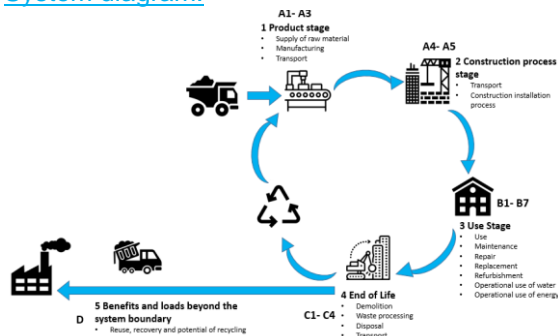 System diagram:
A1- A3
1 Product stage
• Supply of raw material
• Manufacturing
• Transport
A4- A5
2 Construction process
stage
• Transport
• Construction installation
process
B1- B7
3 Use Stage
• Use
• Maintenance
• Repair
• Replacement
• Refurbishment
• Operational use of water
• Operational use of energy
4 End of Life
C1- C4
• Demolition
• Waste processing
• Disposal
• Transport
5 Benefits and loads beyond the
D system boundary
• Reuse, recovery and potential of recycling